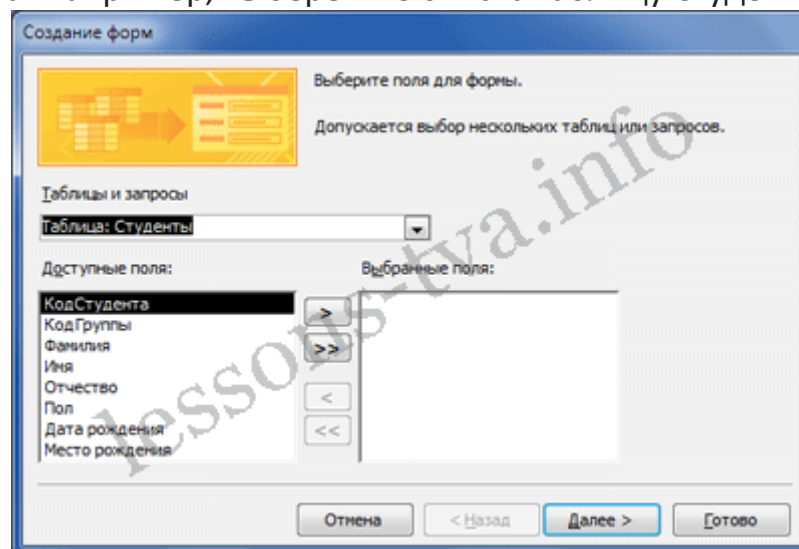 Создание форм
Выберите поля для формы.
Допускается выбор нескольких таблиц или запросов.
Таблицы и запросы
Таблица: Студенты
Доступные поля:
Выбранные поля:
КодСтудента
КодГруппы
Фамилия
Имя
Отчество
Пол
Дата рождения
Место рождения
>
>>
<
<<
Отмена
< Назад
Далее >
Готово
lessons-tva.info